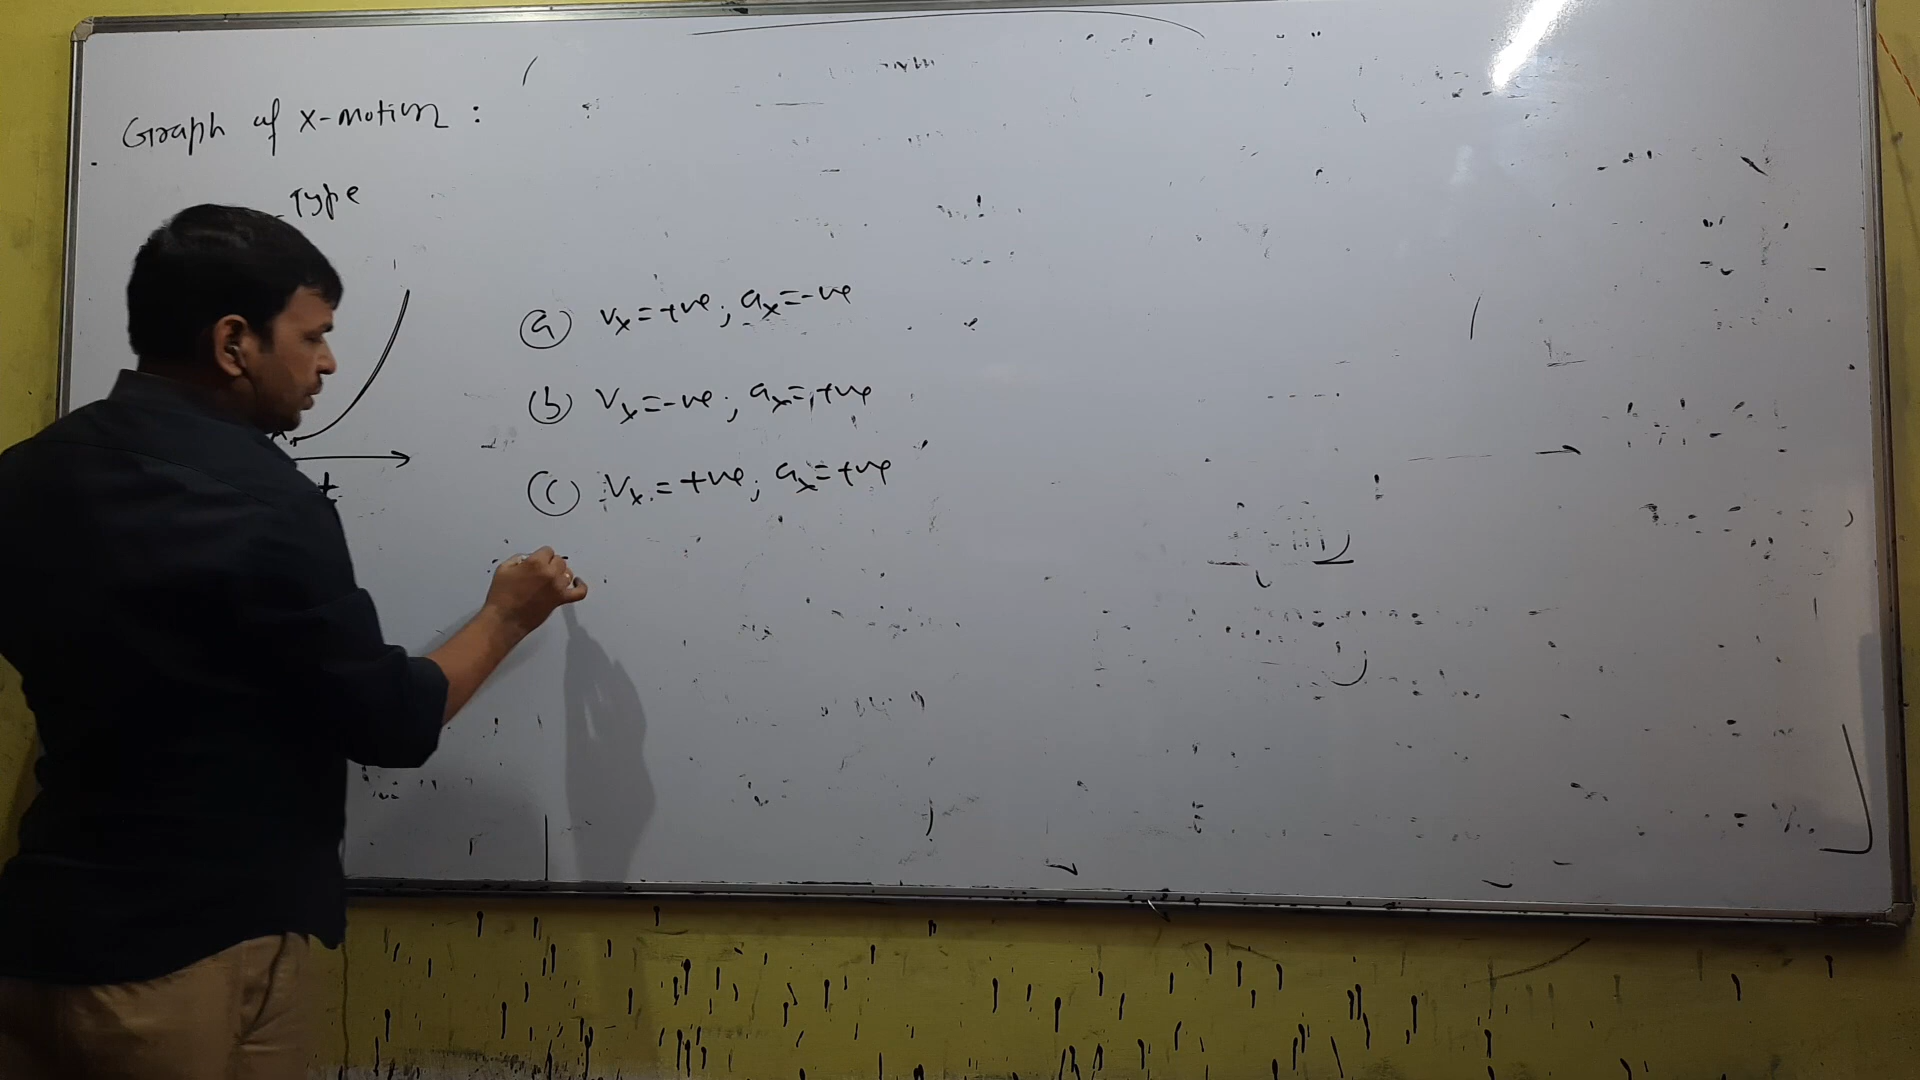 Graph of x-motion :
Type
t
(a) Vx = +ve ; ax = -ve
(b) Vx = -ve ; ax = +ve
(c) Vx = +ve ; ax = +ve